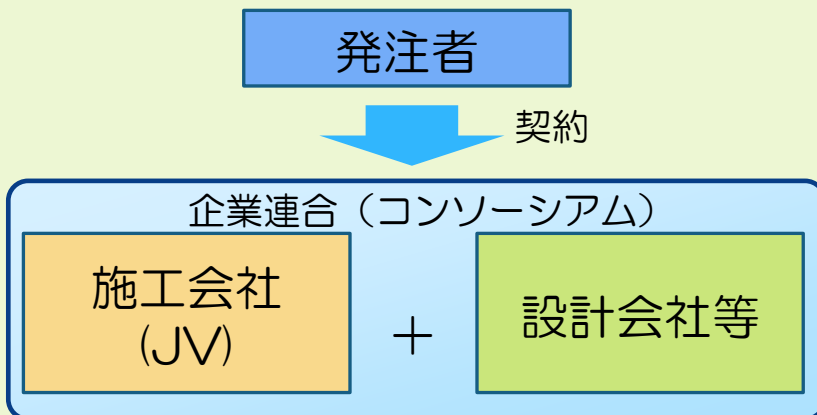 発注者
契約
企業連合（コンソーシアム）
施工会社
(JV)
＋
設計会社等